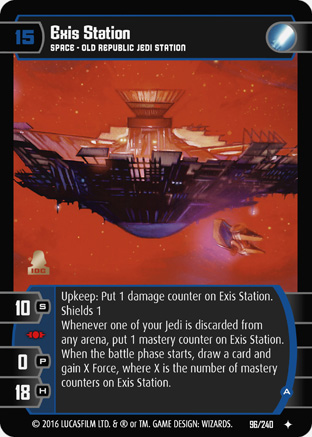 15 Exis Station
SPACE - OLD REPUBLIC JEDI STATION
IDC
10 S
0 P
18 H
Upkeep: Put 1 damage counter on Exis Station.
Shields 1
Whenever one of your Jedi is discarded from
any arena, put 1 mastery counter on Exis Station.
When the battle phase starts, draw a card and
gain X Force, where X is the number of mastery
counters on Exis Station.
A
© 2016 LUCASFILM LTD. & ® or TM. GAME DESIGN: WIZARDS. 96/240